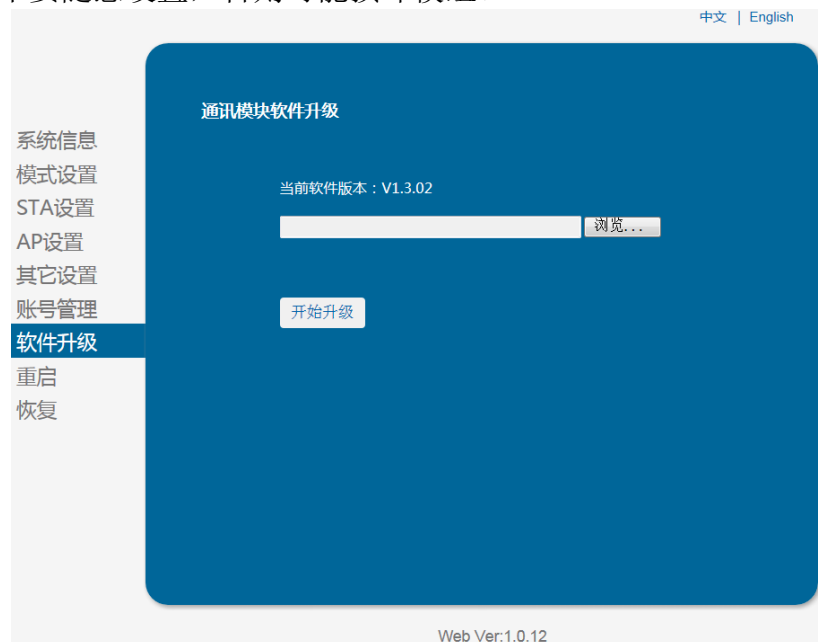 中文 | English
通讯模块软件升级
系统信息
模式设置
STA设置
AP设置
其它设置
账号管理
软件升级
重启
恢复
当前软件版本：V1.3.02
浏览...
开始升级
Web Ver:1.0.12